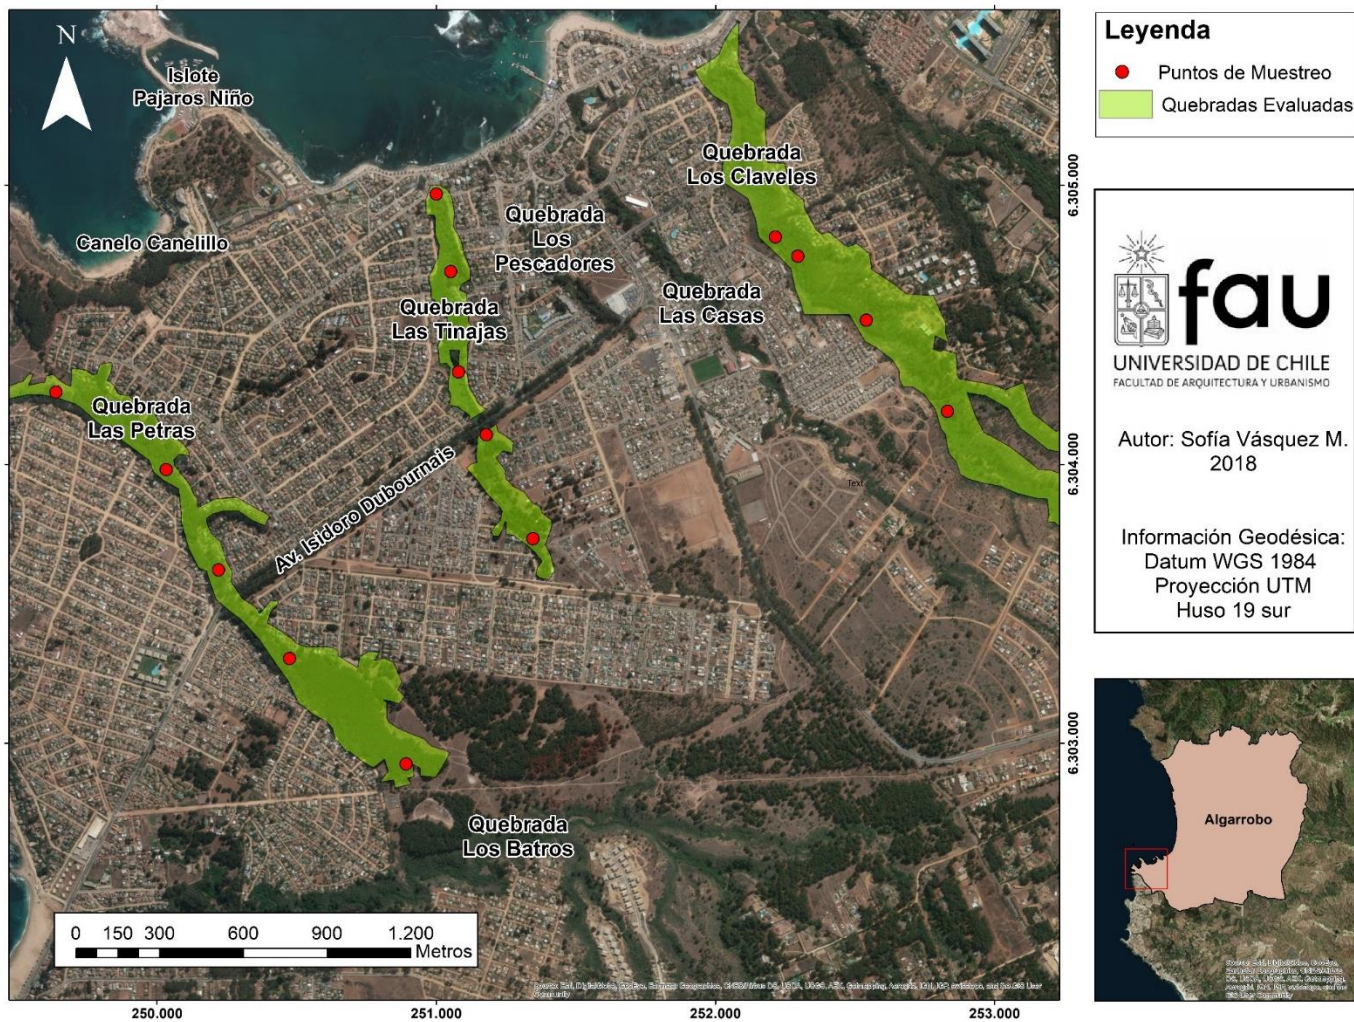 N
Islote
Pajaros Niño
Canelo Canelillo
Quebrada
Los Claveles
Quebrada
Los
Pescadores
Quebrada
Las Tinajas
Quebrada
Las Casas
Quebrada
Las Petras
Av. Isidoro Dubournais
Text
Quebrada
Los Batros
0 150 300 600 900 1.200
Metros
250.000 251.000 252.000 253.000
6.305.000
6.304.000
6.303.000
Leyenda
Puntos de Muestreo
Quebradas Evaluadas
fau
UNIVERSIDAD DE CHILE
FACULTAD DE ARQUITECTURA Y URBANISMO
Autor: Sofía Vásquez M.
2018
Información Geodésica:
Datum WGS 1984
Proyección UTM
Huso 19 sur
Algarrobo